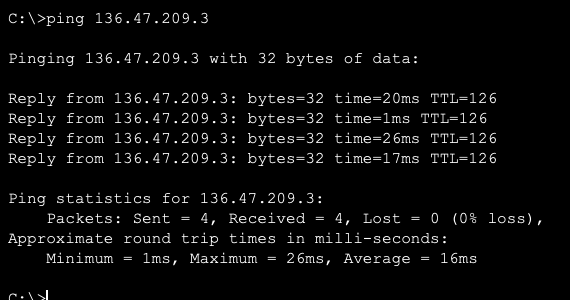 C:\>ping 136.47.209.3
Pinging 136.47.209.3 with 32 bytes of data:
Reply from 136.47.209.3: bytes=32 time=20ms TTL=126
Reply from 136.47.209.3: bytes=32 time=1ms TTL=126
Reply from 136.47.209.3: bytes=32 time=26ms TTL=126
Reply from 136.47.209.3: bytes=32 time=17ms TTL=126
Ping statistics for 136.47.209.3:
Packets: Sent = 4, Received = 4, Lost = 0 (0% loss),
Approximate round trip times in milli-seconds:
Minimum = 1ms, Maximum = 26ms, Average = 16ms
C:\>